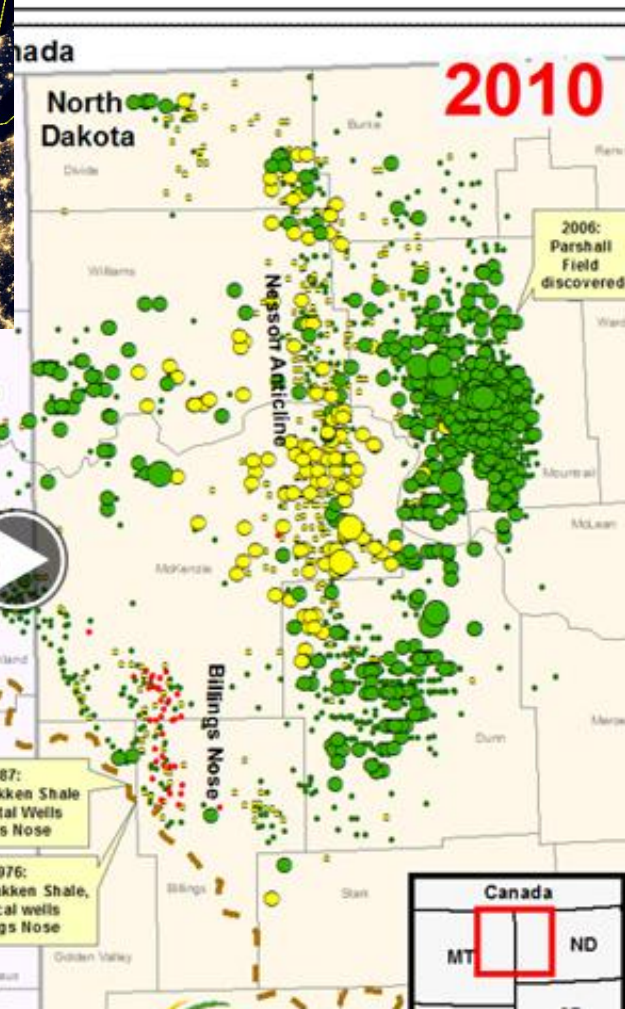 nada
2010
North
Dakota
Burke
Divide
2006:
Parshall
Field
discovered
Williams
Ward
Nesson Anticline
Mountrail
McLean
McKenzie
Billings Nose
Dunn
87:
kken Shale
tal Wells
s Nose
976:
kken Shale,
cal wells
gs Nose
Billings
Stark
Golden Valley
Canada
MT
ND